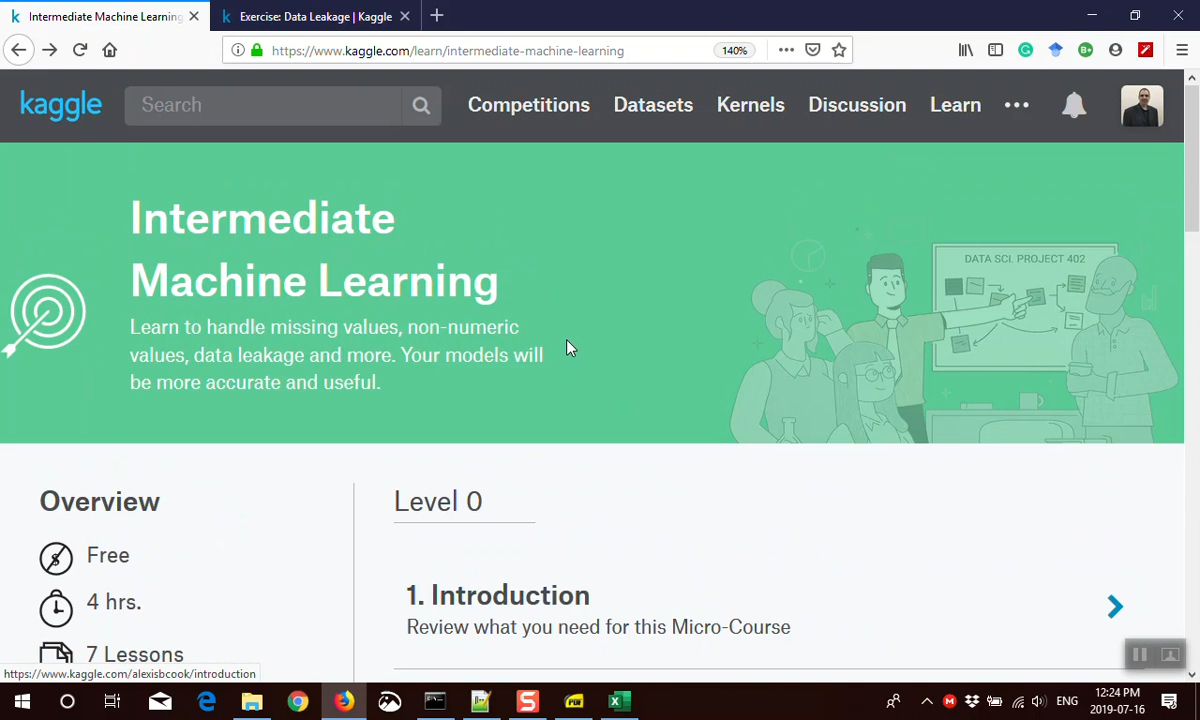 Intermediate Machine Learning
Exercise: Data Leakage | Kaggle
https://www.kaggle.com/learn/intermediate-machine-learning
140%
kaggle
Search
Competitions
Datasets
Kernels
Discussion
Learn
Intermediate
Machine Learning
Learn to handle missing values, non-numeric
values, data leakage and more. Your models will
be more accurate and useful.
DATA SCI. PROJECT 402
Overview
Free
4 hrs.
7 Lessons
Level 0
1. Introduction
Review what you need for this Micro-Course
https://www.kaggle.com/alexisbcook/introduction
ENG
12:24 PM
2019-07-16